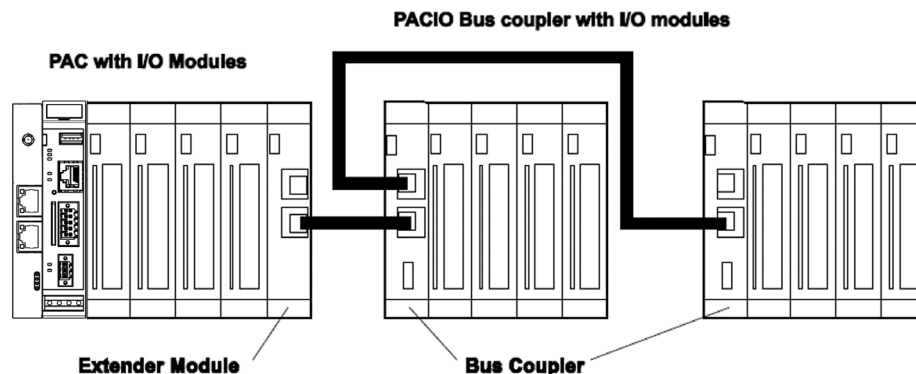 PACIO Bus coupler with I/O modules
PAC with I/O Modules
Extender Module
Bus Coupler